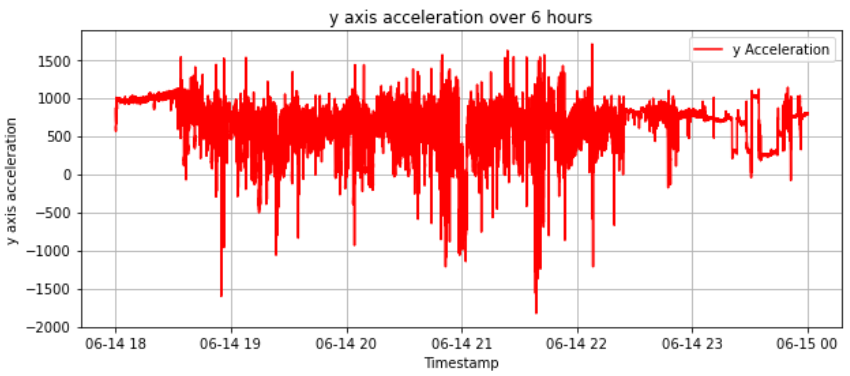 y axis acceleration over 6 hours
y Acceleration
y axis acceleration
1500
1000
500
0
−500
−1000
−1500
−2000
06-14 18 06-14 19 06-14 20 06-14 21 06-14 22 06-14 23 06-15 00
Timestamp